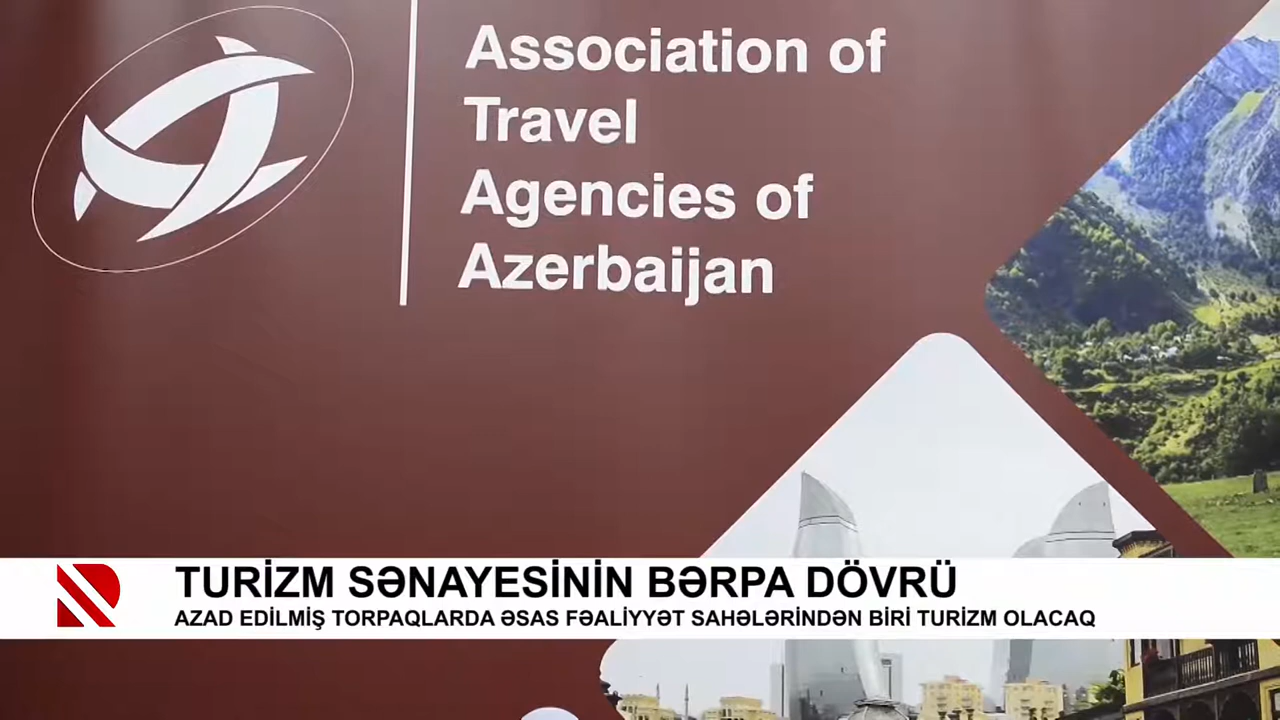 Association of
Travel
Agencies of
Azerbaijan
TURİZM SƏNAYESİNİN BƏRPA DÖVRÜ
AZAD EDİLMİŞ TORPAQLARDA ƏSAS FƏALİYYƏT SAHƏLƏRİNDƏN BİRİ TURİZM OLACAQ